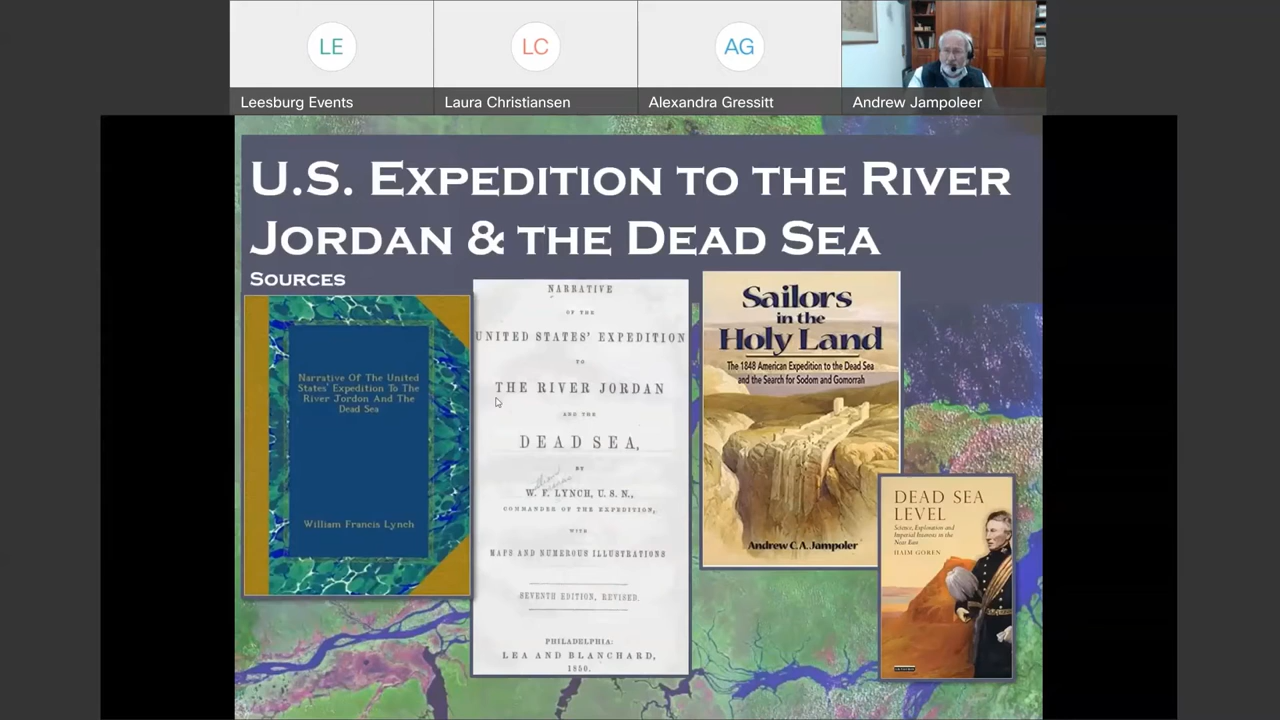 LE
LC
AG
Leesburg Events
Laura Christiansen
Alexandra Gressitt
Andrew Jampoleer
U.S. EXPEDITION TO THE RIVER
JORDAN & THE DEAD SEA
SOURCES
Narrative Of The United
States' Expedition To The
River Jordon And The
Dead Sea
William Francis Lynch
NARRATIVE
OF THE
UNITED STATES' EXPEDITION
TO
THE RIVER JORDAN
AND THE
DEAD SEA,
BY
W. F. LYNCH, U. S. N.,
COMMANDER OF THE EXPEDITION,
WITH
MAPS AND NUMEROUS ILLUSTRATIONS
SEVENTH EDITION, REVISED.
PHILADELPHIA:
LEA AND BLANCHARD,
1850.
Sailors
in the
Holy Land
The 1848 American Expedition to the Dead Sea
and the Search for Sodom and Gomorrah
Andrew C.A. Jampoler
DEAD SEA
LEVEL
Science, Exploration and
Imperial Interests in the
Near East
HAIM GOREN